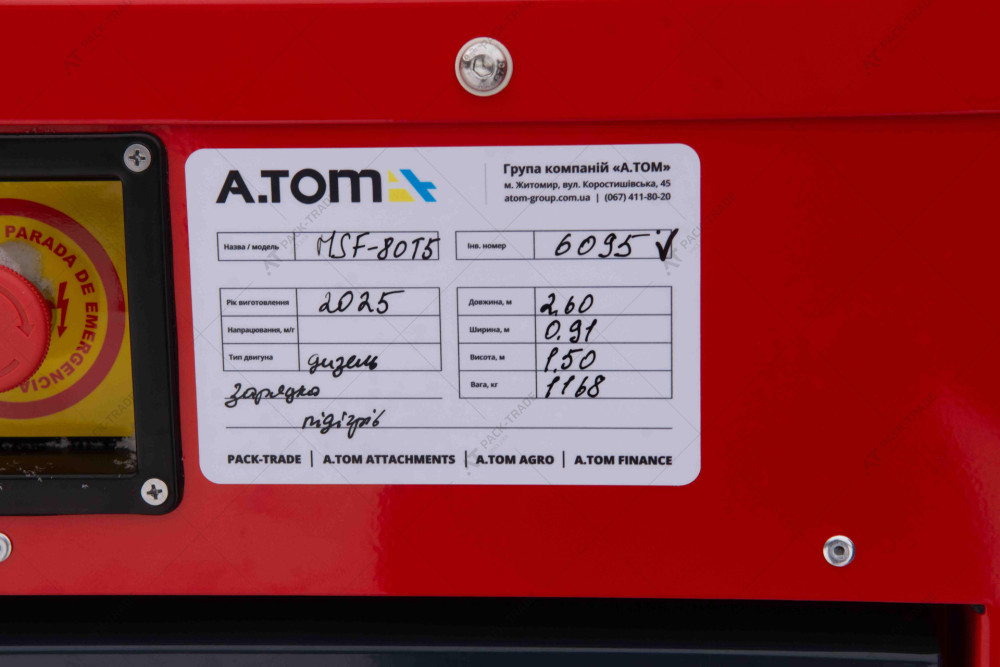 PARADA DE EMERGENCIA
A.TOM
Група компаній «А.ТОМ»
м. Житомир, вул. Коростишівська, 45
atom-group.com.ua | (067) 411-80-20
Назва / модель MSF-80T5
Інв. номер 6095 ✓
Рік виготовлення 2025
Напрацювання, м/г
Тип двигуна дизель
зарядка
підігрів
Довжина, м 2,60
Ширина, м 0.91
Висота, м 1,50
Вага, кг 1168
PACK-TRADE | A.TOM ATTACHMENTS | A.TOM AGRO | A.TOM FINANCE
PACK-TRADE